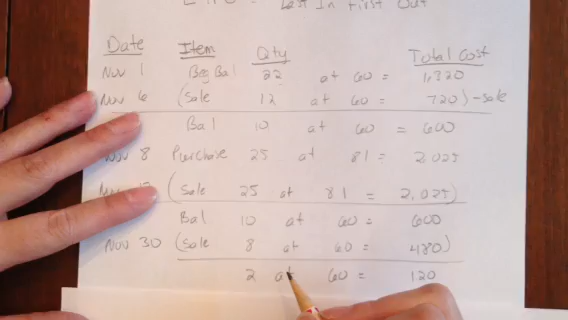 Last In First Out
Date Item Qty Total Cost
Nov 1 Beg Bal 22 at 60 = 1,320
Nov 6 (Sale 12 at 60 = 720) - sale
Bal 10 at 60 = 600
Nov 8 Purchase 25 at 81 = 2,025
(Sale 25 at 81 = 2,025)
Bal 10 at 60 = 600
Nov 30 (Sale 8 at 60 = 480)
2 at 60 = 120